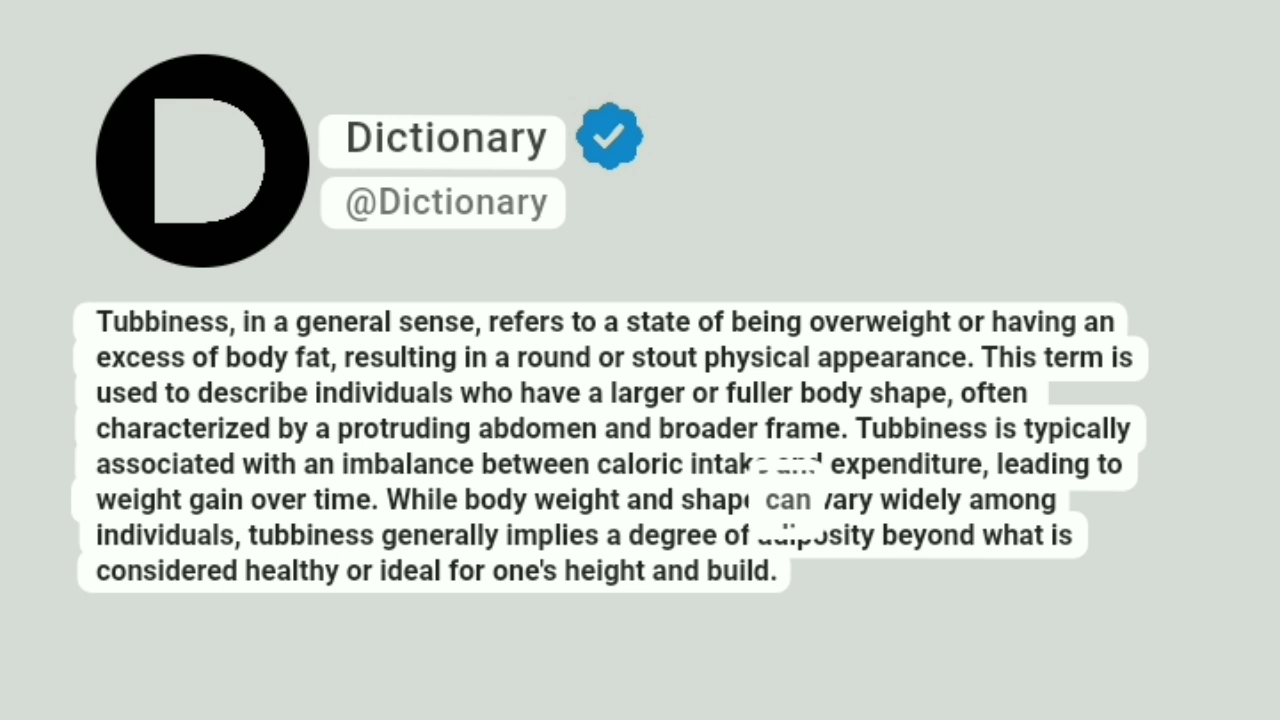 D
Dictionary
@Dictionary
Tubbiness, in a general sense, refers to a state of being overweight or having an
excess of body fat, resulting in a round or stout physical appearance. This term is
used to describe individuals who have a larger or fuller body shape, often
characterized by a protruding abdomen and broader frame. Tubbiness is typically
associated with an imbalance between caloric intake and expenditure, leading to
weight gain over time. While body weight and shape can vary widely among
individuals, tubbiness generally implies a degree of adiposity beyond what is
considered healthy or ideal for one's height and build.